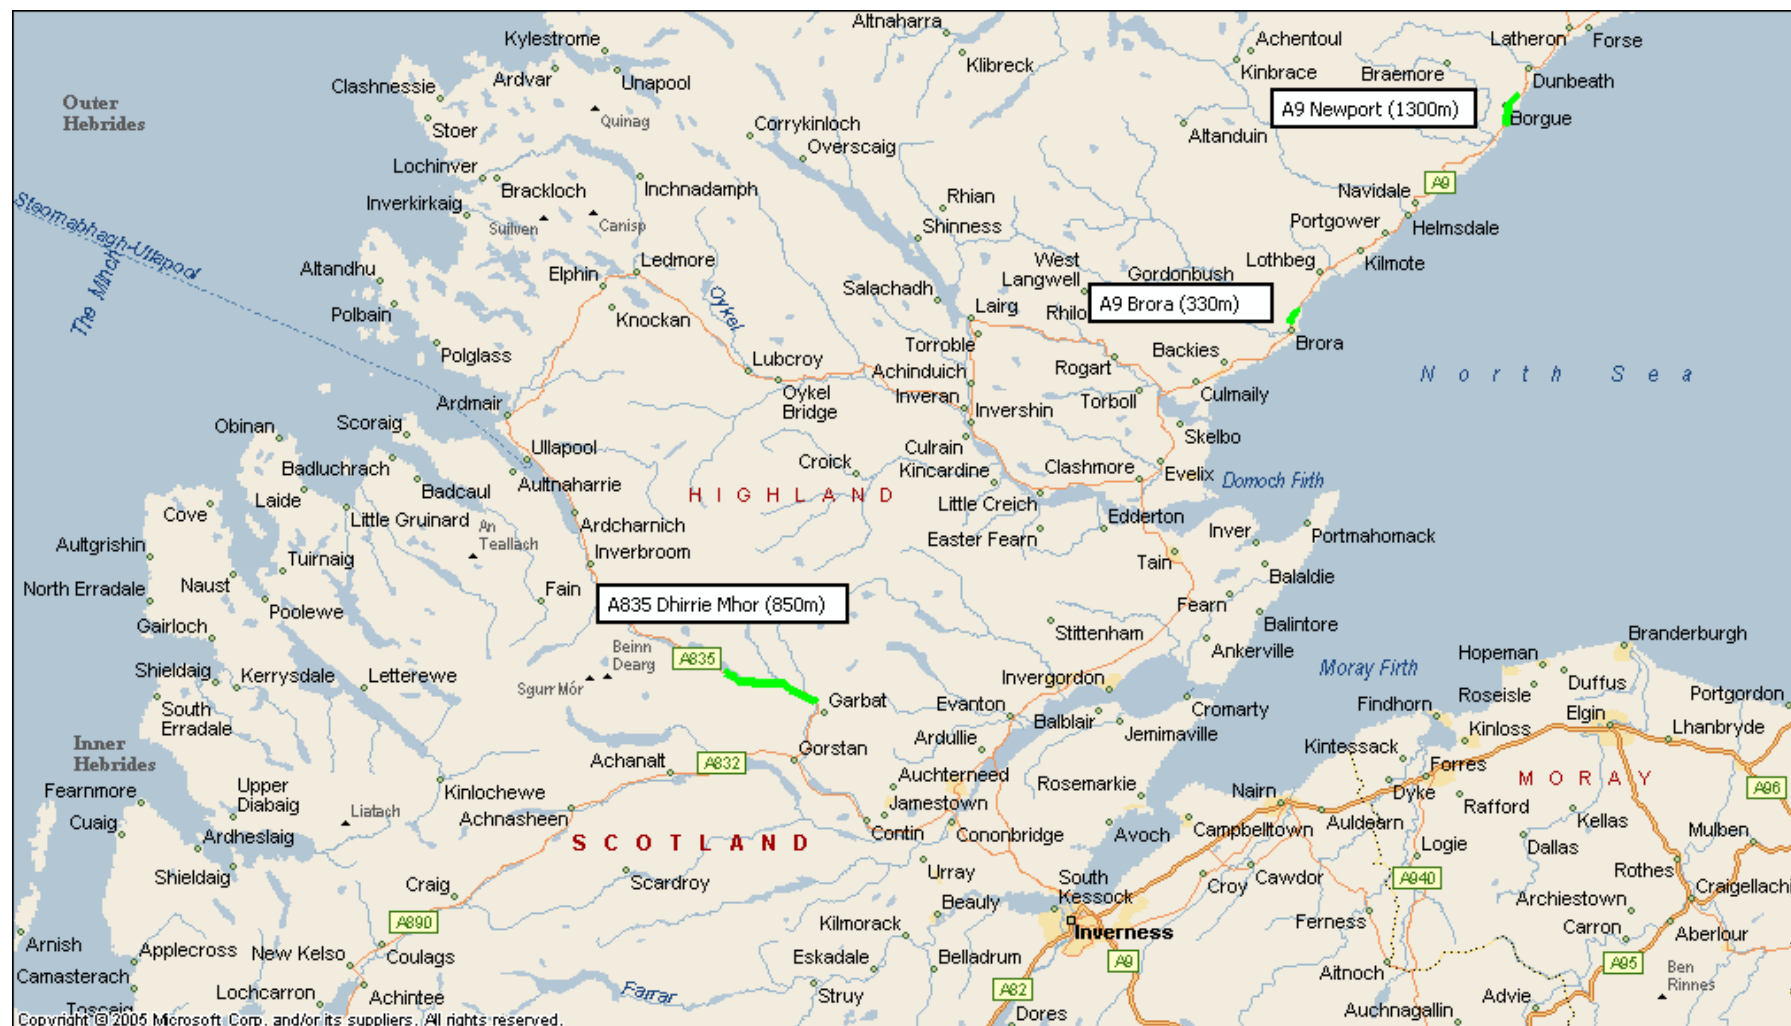 Altnaharra
Kylestrome
Achentoul
Latheron
Forse
Klibreck
Kinbrace
Braemore
Ardvar
Unapool
Dunbeath
Clashnessie
Outer
Hebrides
A9 Newport (1300m)
Quinag
Borgue
Stoer
Corrykinloch
Altanduin
Overscaig
Lochinver
Brackloch
Inchnadamph
A9
Navidale
Rhian
Inverkirkaig
Steornabhagh-Ullapool
Suilven
Canisp
Shinness
Portgower
Helmsdale
The Minch
Ledmore
West
Langwell
Gordonbush
Lothbeg
Kilmote
Altandhu
Elphin
Salachadh
A9 Brora (330m)
Oykel
Lairg
Polbain
Knockan
Torroble
Brora
Polglass
Lubcroy
Achinduich
Rogart
Backies
North Sea
Oykel
Bridge
Inveran
Torboll
Culmaily
Ardmair
Invershin
Obinan
Scoraig
Skelbo
Ullapool
Culrain
Croick
Kincardine
Clashmore
Evelix
Badluchrach
Badcaul
Aultnaharrie
Dornoch Firth
HIGHLAND
Laide
Little Creich
Cove
Little Gruinard
An
Teallach
Ardcharnich
Edderton
Inver
Portmahomack
Aultgrishin
Easter Fearn
Inverbroom
Tuirnaig
Tain
Balaldie
North Erradale
Naust
Fain
A835 Dhirrie Mhor (850m)
Poolewe
Fearn
Gairloch
Stittenham
Balintore
Branderburgh
Beinn
Dearg
A835
Ankerville
Hopeman
Shieldaig
Kerrysdale
Letterewe
Sgurr Mór
Invergordon
Moray Firth
Duffus
Roseisle
Portgordon
South
Erradale
Garbat
Evanton
Balblair
Cromarty
Findhorn
Elgin
Jemimaville
Kinloss
Lhanbryde
Inner
Hebrides
Gorstan
Ardullie
Kintessack
Achanalt
A832
Forres
Auchterneed
Rosemarkie
MORAY
Fearnmore
Upper
Diabaig
Kinlochewe
Nairn
Dyke
A96
Liatach
Achnasheen
Jamestown
Rafford
Cuaig
Ardheslaig
Contin
Cononbridge
Avoch
Campbelltown
Auldearn
Kellas
Mulben
SCOTLAND
Logie
Dallas
Shieldaig
Craig
Scardroy
Urray
South
Kessock
Croy
Cawdor
A940
Rothes
Craigellachi
Beauly
Archiestown
A890
Kilmorack
Inverness
Ferness
Carron
Aberlour
Arnish
Applecross
New Kelso
Coulags
Eskadale
Belladrum
A9
Aitnoch
A95
Ben
Rinnes
Camasterach
Lochcarron
Achintee
Farrar
Struy
A82
Advie
Toscaig
Dores
Auchnagallin
Copyright © 2005 Microsoft Corp. and/or its suppliers. All rights reserved.